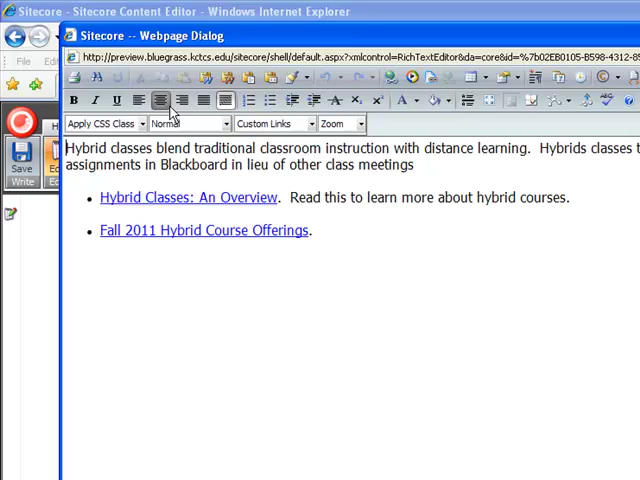 Sitecore - Sitecore Content Editor - Windows Internet Explorer
Sitecore -- Webpage Dialog
http://preview.bluegrass.kctcs.edu/sitecore/shell/default.aspx?xmlcontrol=RichTextEditor&da=core&id=%7b02EB0105-B598-4312-89
File Edi
B I U
Apply CSS Class Normal Custom Links Zoom
Save
Write
Hybrid classes blend traditional classroom instruction with distance learning. Hybrids classes t
assignments in Blackboard in lieu of other class meetings
• Hybrid Classes: An Overview. Read this to learn more about hybrid courses.
• Fall 2011 Hybrid Course Offerings.